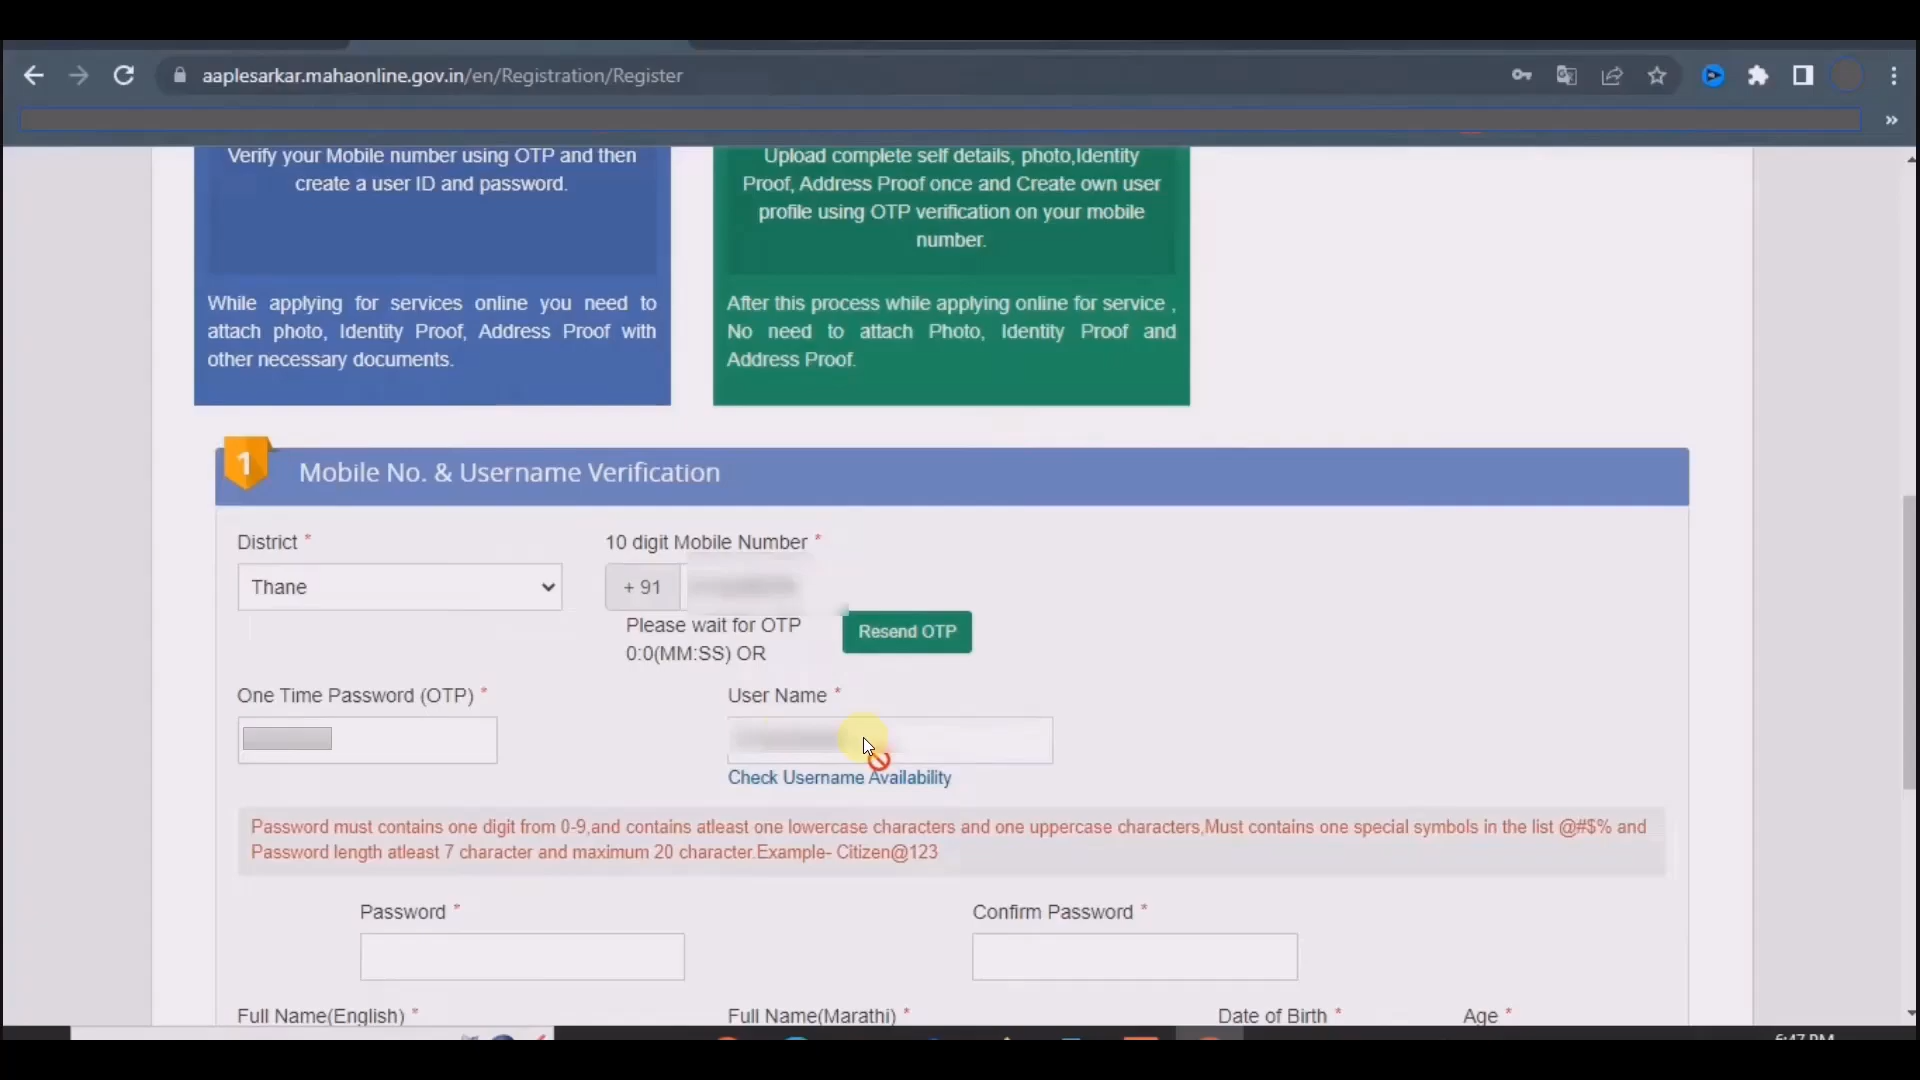 aaplesarkar.mahaonline.gov.in/en/Registration/Register
»
Verify your Mobile number using OTP and then
create a user ID and password.
While applying for services online you need to
attach photo, Identity Proof, Address Proof with
other necessary documents.
Upload complete self details, photo,Identity
Proof, Address Proof once and Create own user
profile using OTP verification on your mobile
number.
After this process while applying online for service ,
No need to attach Photo, Identity Proof and
Address Proof.
1
Mobile No. & Username Verification
District *
10 digit Mobile Number *
Thane
+ 91
Please wait for OTP
0:0(MM:SS) OR
Resend OTP
One Time Password (OTP) *
User Name *
Check Username Availability
Password must contains one digit from 0-9,and contains atleast one lowercase characters and one uppercase characters,Must contains one special symbols in the list @#$% and
Password length atleast 7 character and maximum 20 character.Example- Citizen@123
Password *
Confirm Password *
Full Name(English) *
Full Name(Marathi) *
Date of Birth *
Age *
6:47 PM